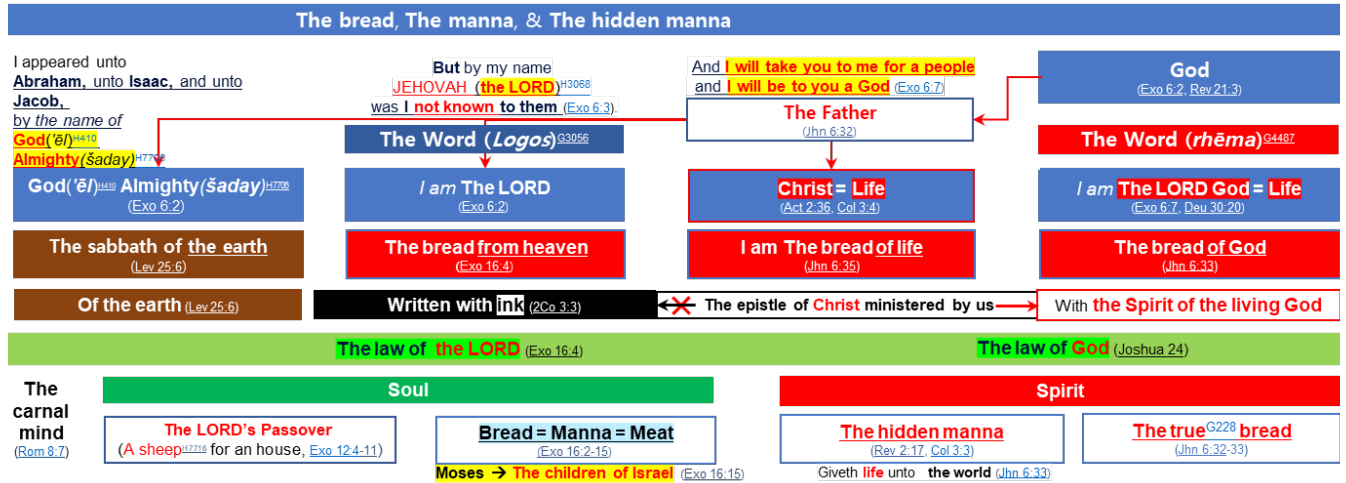 The bread, The manna, & The hidden manna
I appeared unto
Abraham, unto Isaac, and unto
Jacob,
by the name of
God('ēl)H410
Almighty(šaday)H7706
But by my name
JEHOVAH (the LORD)H3068
was I not known to them (Exo 6:3).
And I will take you to me for a people
and I will be to you a God (Exo 6:7)
God
(Exo 6:2, Rev 21:3)
The Father
(Jhn 6:32)
The Word (Logos)G3056
The Word (rhēma)G4487
God('ēl)H410 Almighty(šaday)H7706
(Exo 6:2)
I am The LORD
(Exo 6:2)
Christ = Life
(Act 2:36, Col 3:4)
I am The LORD God = Life
(Exo 6:7, Deu 30:20)
The sabbath of the earth
(Lev 25:6)
The bread from heaven
(Exo 16:4)
I am The bread of life
(Jhn 6:35)
The bread of God
(Jhn 6:33)
Of the earth (Lev 25:6)
Written with ink (2Co 3:3)
The epistle of Christ ministered by us
With the Spirit of the living God
The law of the LORD (Exo 16:4)
The law of God (Joshua 24)
The
carnal
mind
(Rom 8:7)
Soul
Spirit
The LORD's Passover
(A sheepH7716 for an house, Exo 12:4-11)
Bread = Manna = Meat
(Exo 16:2-15)
Moses → The children of Israel (Exo 16:15)
The hidden manna
(Rev 2:17, Col 3:3)
Giveth life unto the world (Jhn 6:33)
The trueG228 bread
(Jhn 6:32-33)